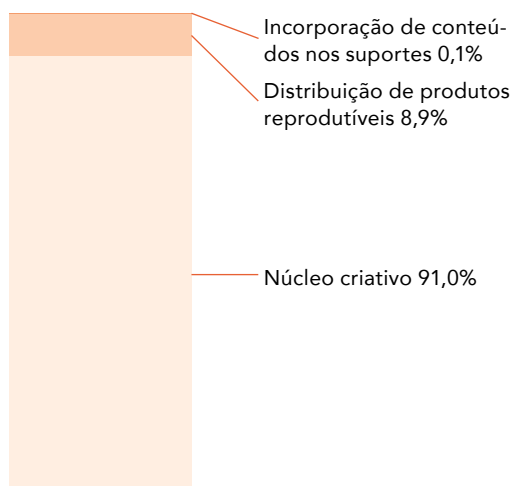 Incorporação de conteú-
dos nos suportes 0,1%
Distribuição de produtos
reprodutíveis 8,9%
Núcleo criativo 91,0%